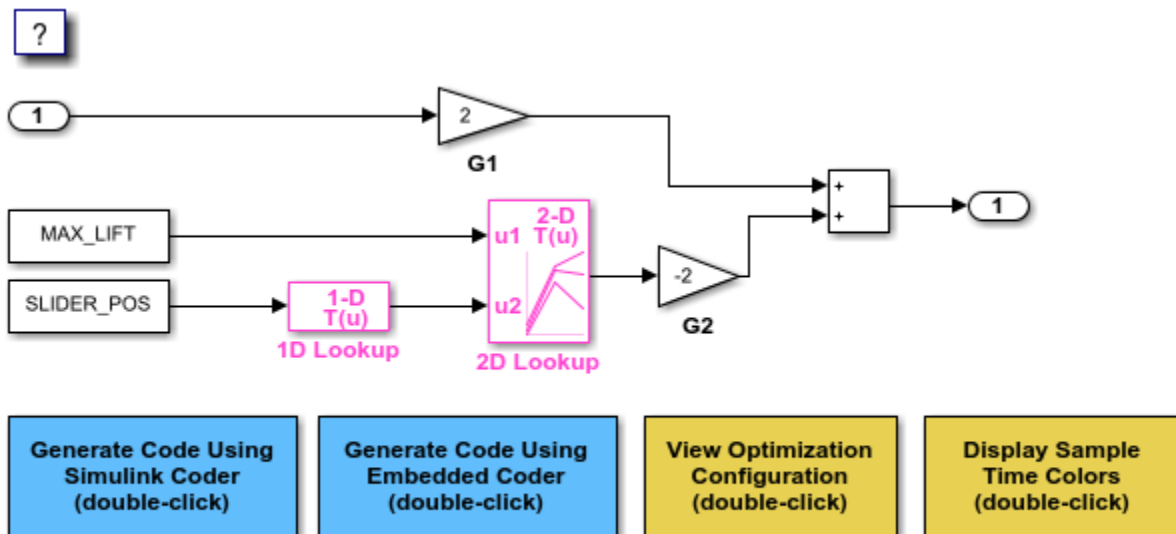 ?
1
2
G1
+
+
1
MAX_LIFT
2-D
T(u)
u1
-2
G2
SLIDER_POS
1-D
T(u)
1D Lookup
u2
2D Lookup
Generate Code Using
Simulink Coder
(double-click)
Generate Code Using
Embedded Coder
(double-click)
View Optimization
Configuration
(double-click)
Display Sample
Time Colors
(double-click)